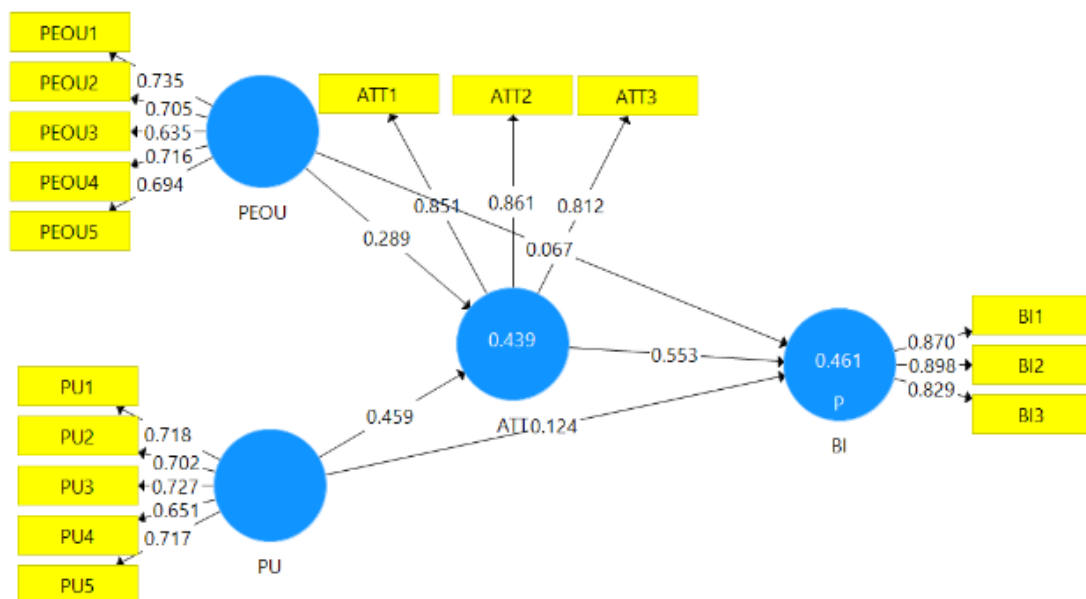 PEOU1
PEOU2
PEOU3
PEOU4
PEOU5
0.735
0.705
0.635
0.716
0.694
PEOU
ATT1
ATT2
ATT3
0.851
0.861
0.812
0.289
0.067
0.439
ATT
0.553
0.459
0.124
PU1
PU2
PU3
PU4
PU5
0.718
0.702
0.727
0.651
0.717
PU
0.461
P
BI
0.870
0.898
0.829
BI1
BI2
BI3